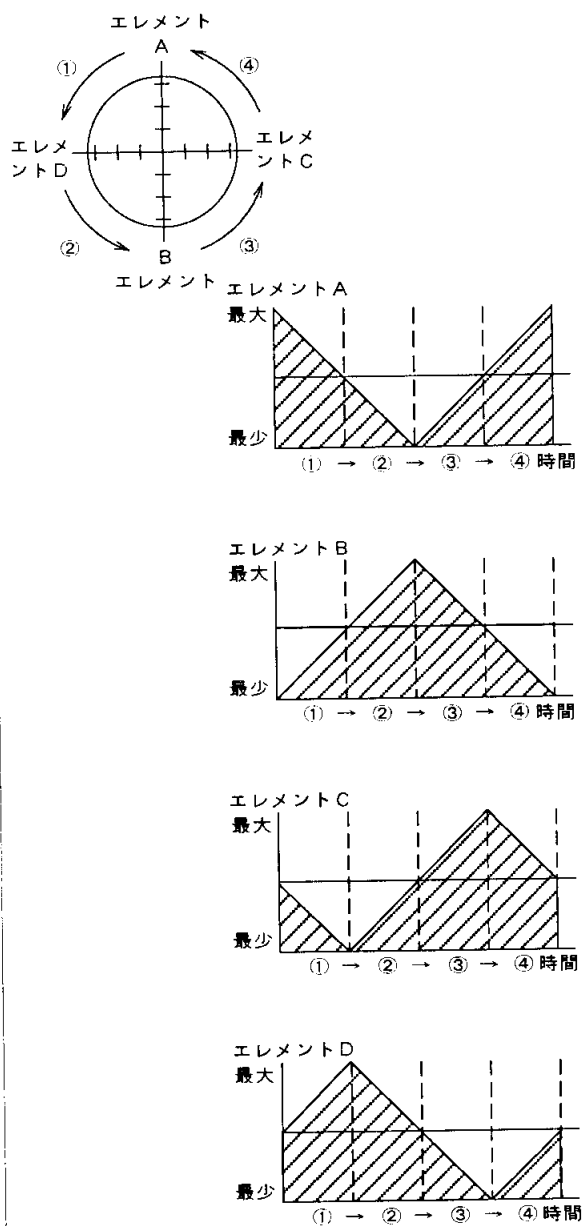 エレメント
A
①
④
エレメ
ントD
エレメ
ントC
②
③
B
エレメント
エレメントA
最大
最少
① → ② → ③ → ④ 時間
エレメントB
最大
最少
① → ② → ③ → ④ 時間
エレメントC
最大
最少
① → ② → ③ → ④ 時間
エレメントD
最大
最少
① → ② → ③ → ④ 時間